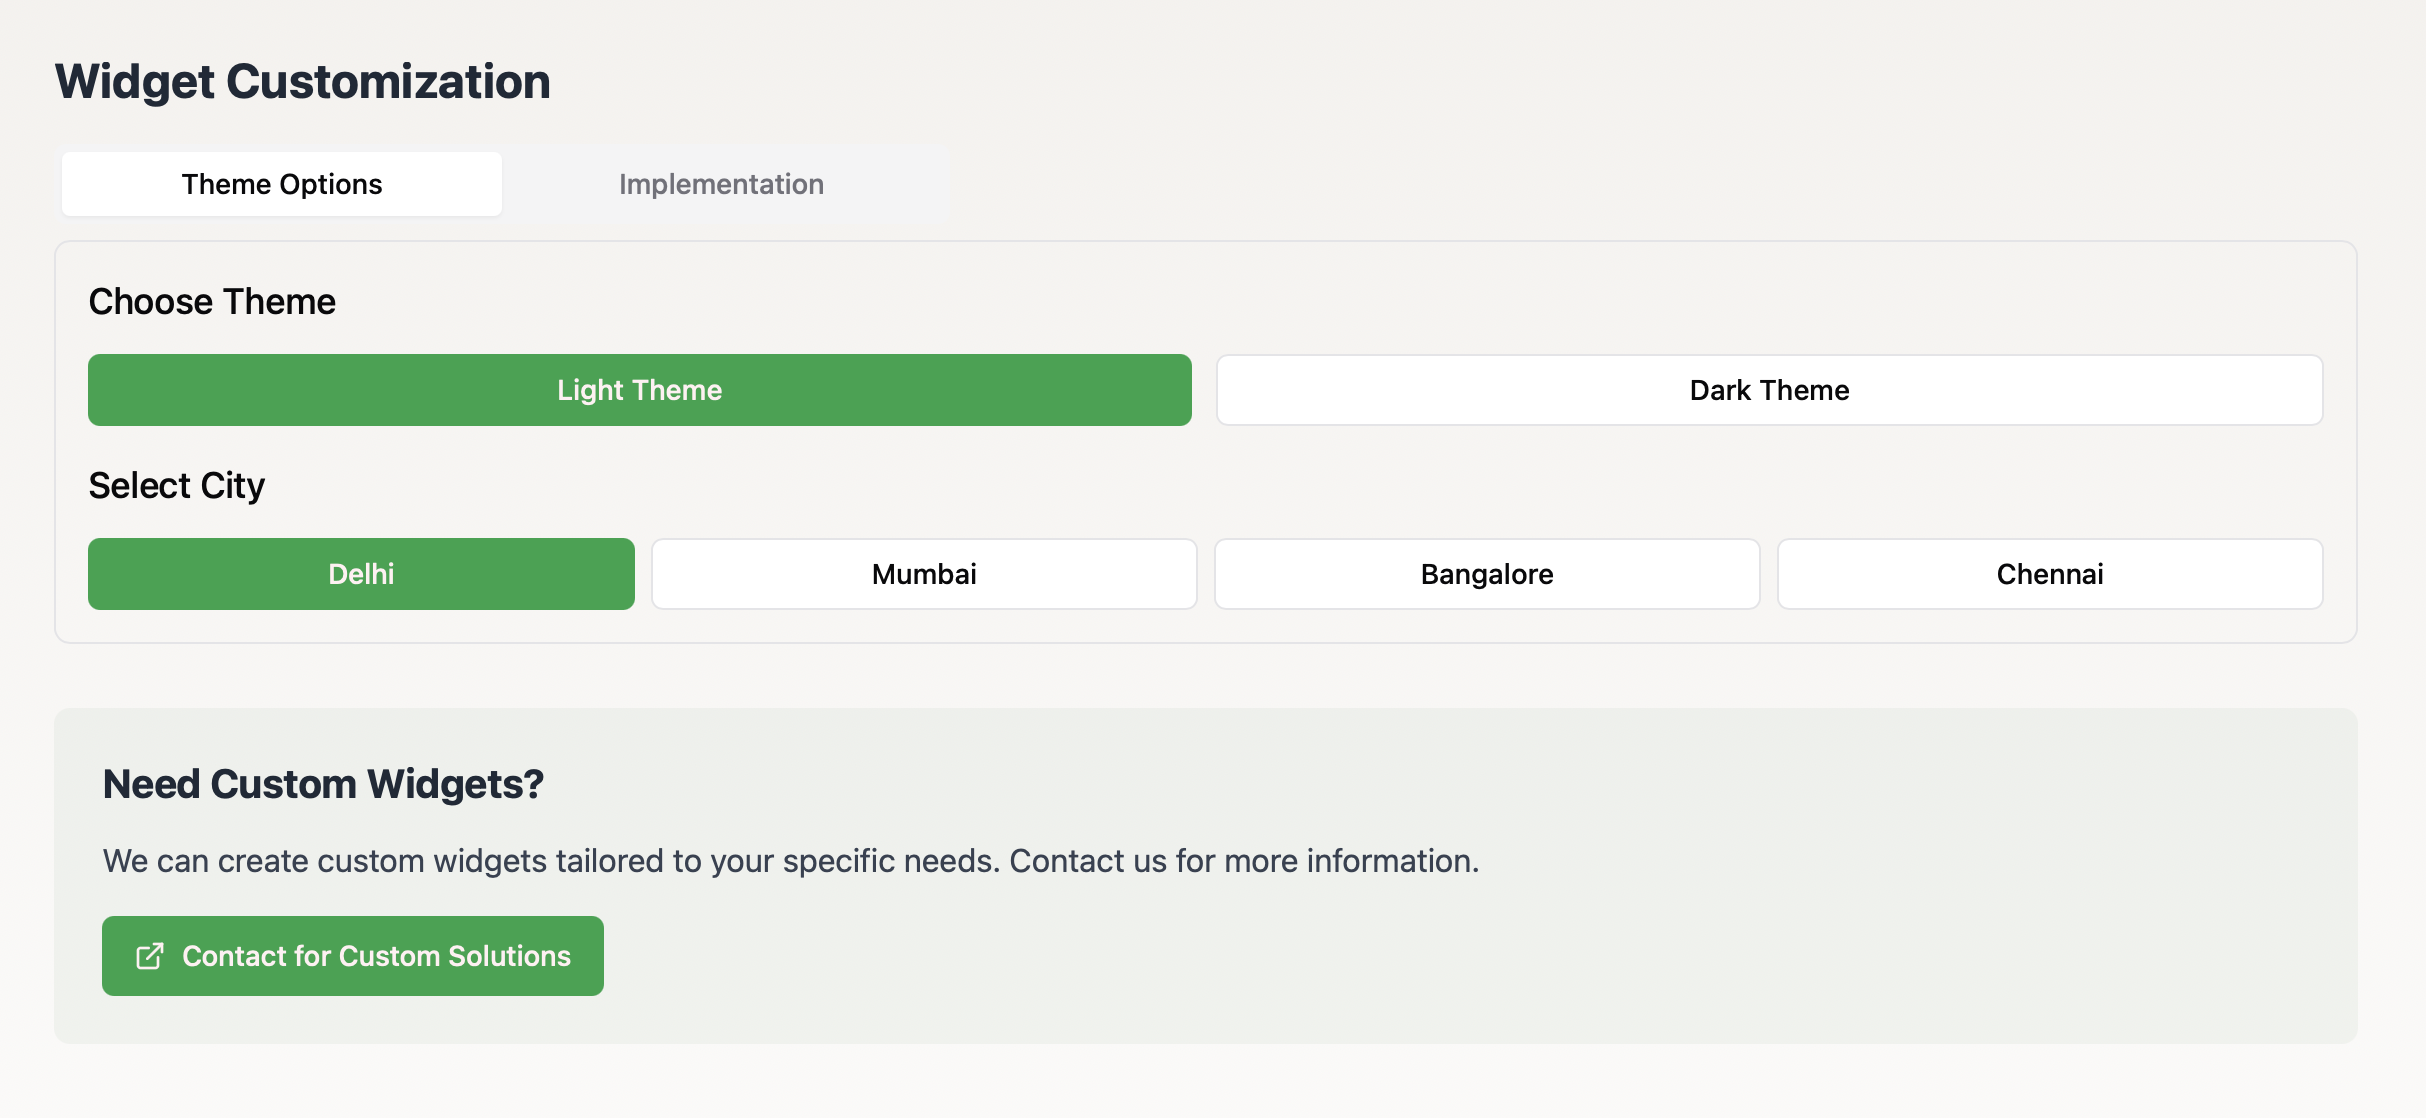 Widget Customization
Theme Options
Implementation
Choose Theme
Light Theme
Dark Theme
Select City
Delhi
Mumbai
Bangalore
Chennai
Need Custom Widgets?
We can create custom widgets tailored to your specific needs. Contact us for more information.
Contact for Custom Solutions